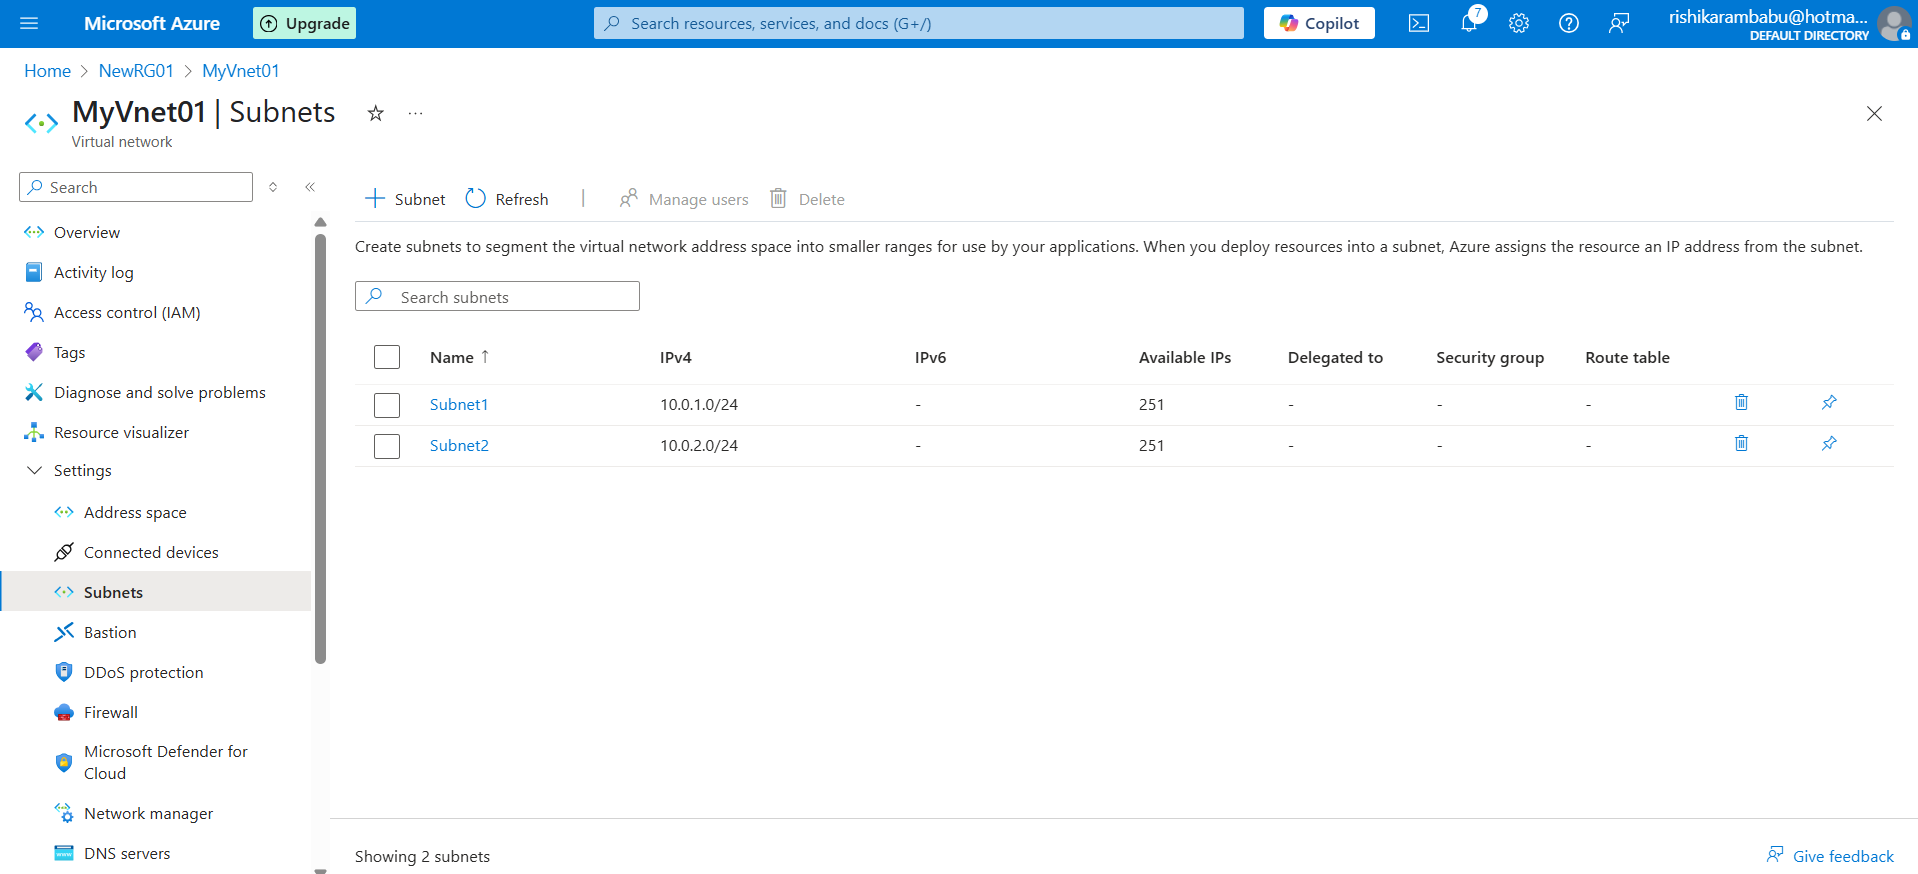 Microsoft Azure
Upgrade
Search resources, services, and docs (G+/)
Copilot
7
rishikarambabu@hotma...
DEFAULT DIRECTORY
Home > NewRG01 > MyVnet01
MyVnet01 | Subnets
...
Virtual network
Search
Subnet
Refresh
Manage users
Delete
Create subnets to segment the virtual network address space into smaller ranges for use by your applications. When you deploy resources into a subnet, Azure assigns the resource an IP address from the subnet.
Search subnets
Name ↑ IPv4 IPv6 Available IPs Delegated to Security group Route table
Subnet1 10.0.1.0/24 - 251 - - -
Subnet2 10.0.2.0/24 - 251 - - -
Overview
Activity log
Access control (IAM)
Tags
Diagnose and solve problems
Resource visualizer
Settings
Address space
Connected devices
Subnets
Bastion
DDoS protection
Firewall
Microsoft Defender for
Cloud
Network manager
DNS servers
Showing 2 subnets
Give feedback